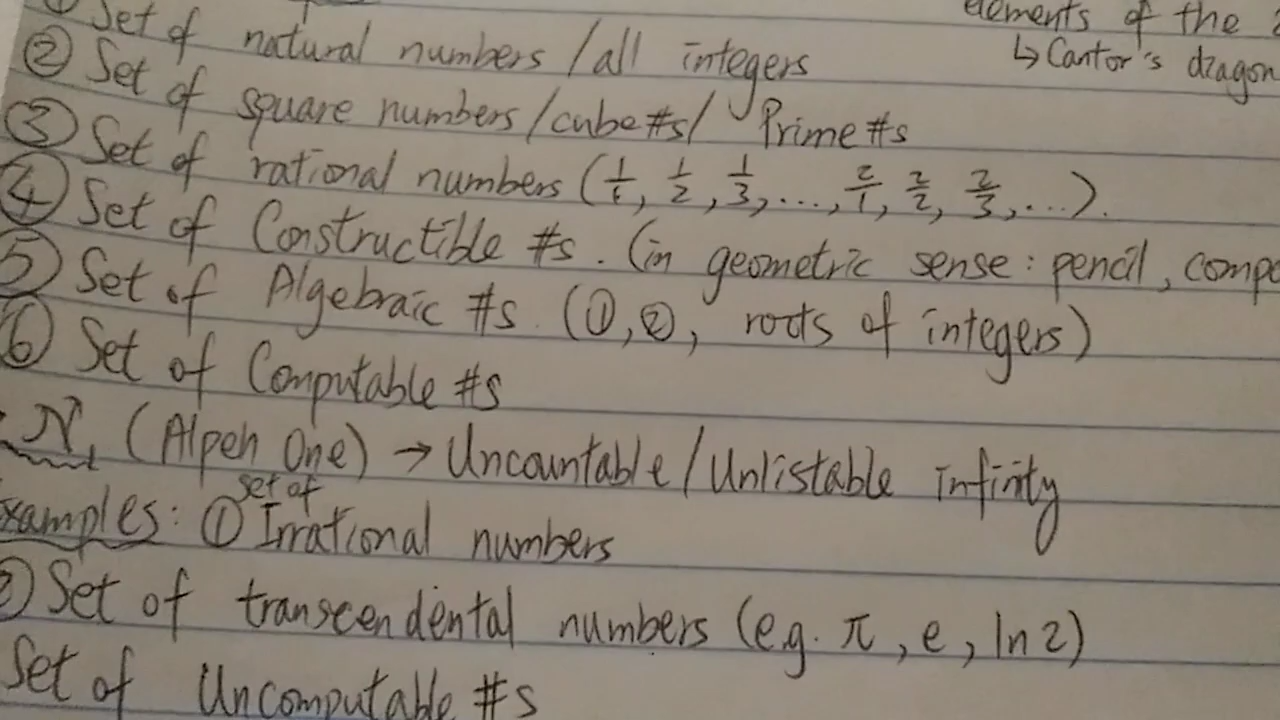 elements of the
↳ Cantor's dragon
① Set of natural numbers / all integers
② Set of square numbers / cube #s / Prime #s
③ Set of rational numbers (1/1, 1/2, 1/3, ..., 2/1, 2/2, 2/3, ...).
④ Set of Constructible #s. (in geometric sense: pencil,
⑤ Set of Algebraic #s (①, ②, roots of integers)
⑥ Set of Computable #s
ℵ₁ (Alpeh One) → Uncountable / Unlistable infinity
xamples: ① set of Irrational numbers
② Set of transcendental numbers (e.g. π, e, ln 2)
Set of Uncomputable #s